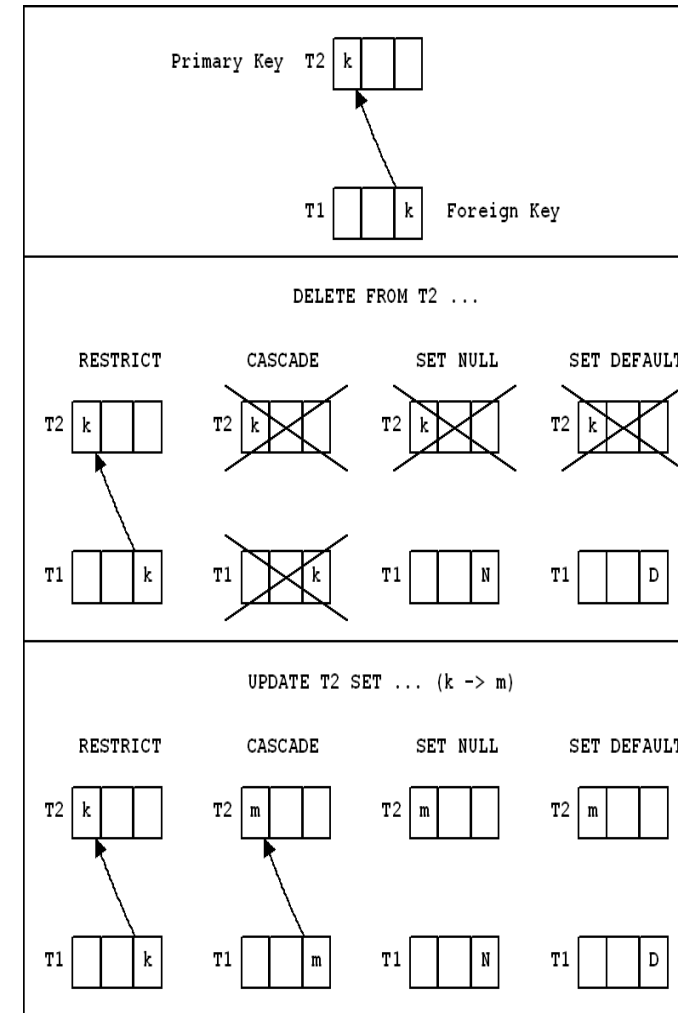 Primary Key T2 k
T1 k Foreign Key
DELETE FROM T2 ...
RESTRICT CASCADE SET NULL SET DEFAULT
T2 k T2 k T2 k T2 k
T1 k T1 k T1 N T1 D
UPDATE T2 SET ... (k -> m)
RESTRICT CASCADE SET NULL SET DEFAULT
T2 k T2 m T2 m T2 m
T1 k T1 m T1 N T1 D